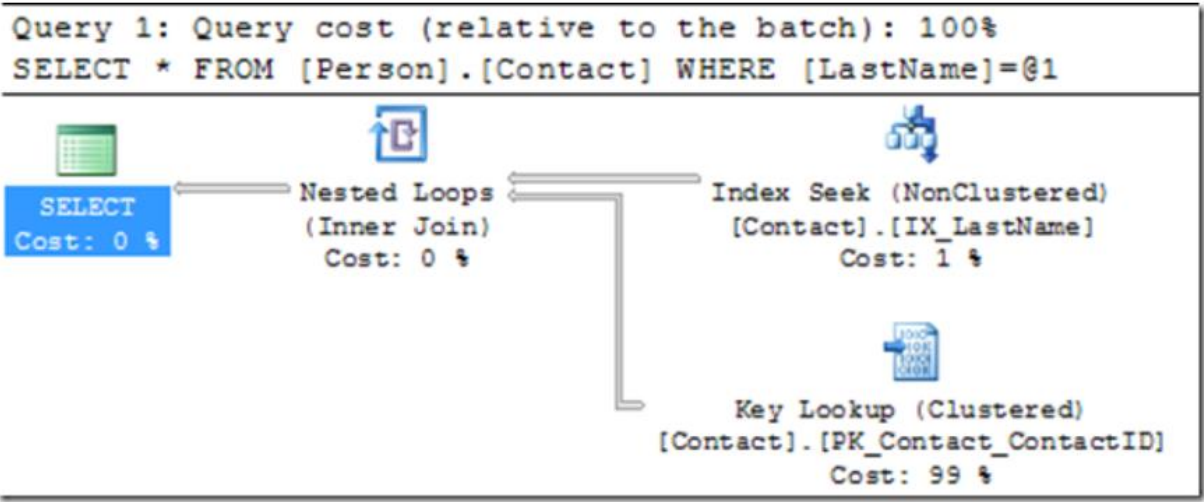 Query 1: Query cost (relative to the batch): 100%
SELECT * FROM [Person].[Contact] WHERE [LastName]=@1
SELECT
Cost: 0 %
Nested Loops
(Inner Join)
Cost: 0 %
Index Seek (NonClustered)
[Contact].[IX_LastName]
Cost: 1 %
Key Lookup (Clustered)
[Contact].[PK_Contact_ContactID]
Cost: 99 %